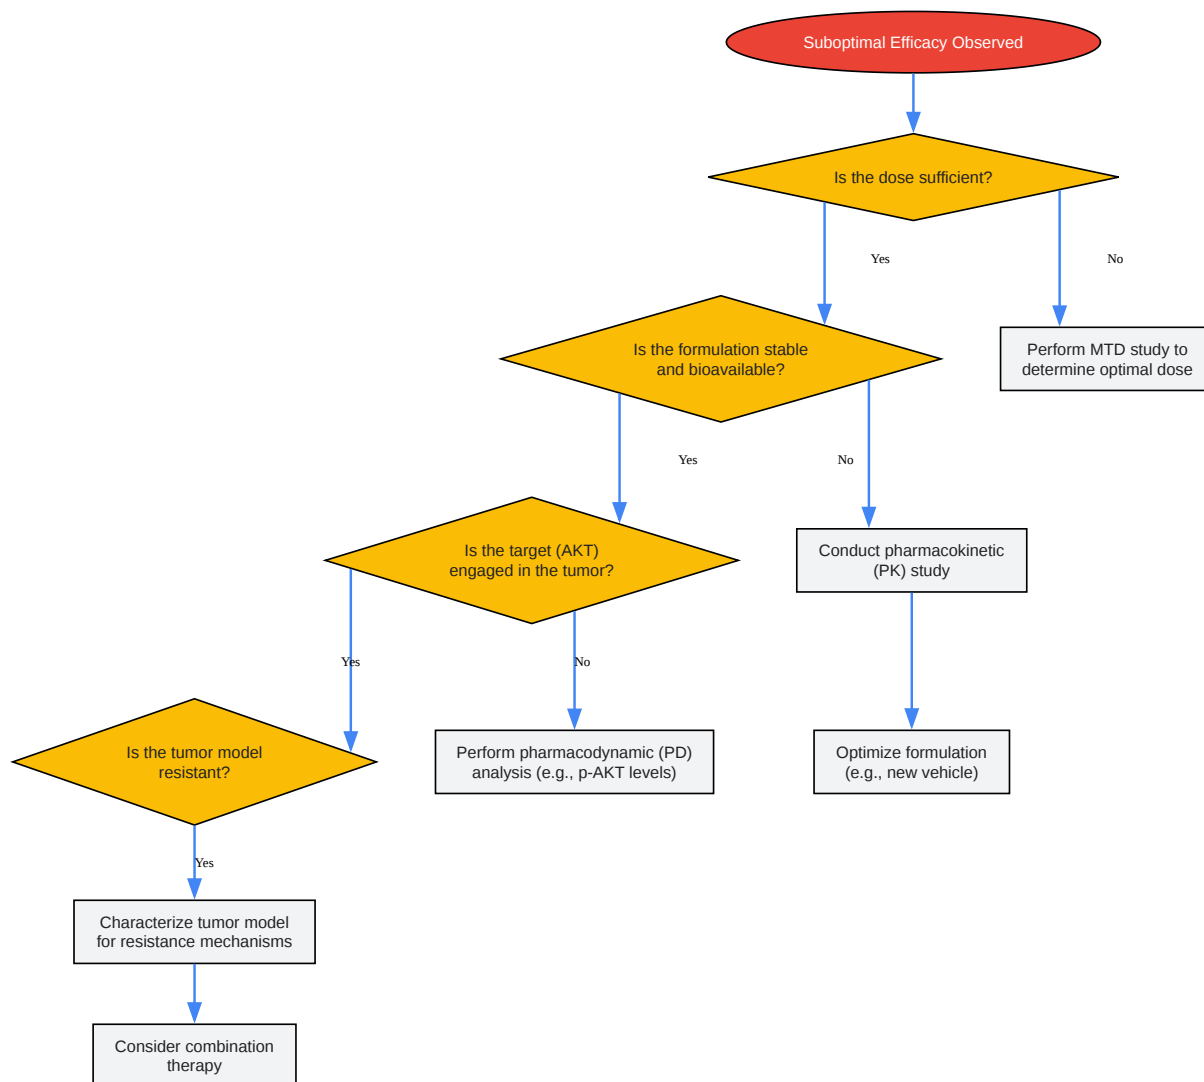 Suboptimal Efficacy Observed
Is the dose sufficient?
Yes
No
Is the formulation stable
and bioavailable?
Perform MTD study to
determine optimal dose
Yes
No
Is the target (AKT)
engaged in the tumor?
Conduct pharmacokinetic
(PK) study
Yes
No
Is the tumor model
resistant?
Perform pharmacodynamic (PD)
analysis (e.g., p-AKT levels)
Optimize formulation
(e.g., new vehicle)
Yes
Characterize tumor model
for resistance mechanisms
Consider combination
therapy